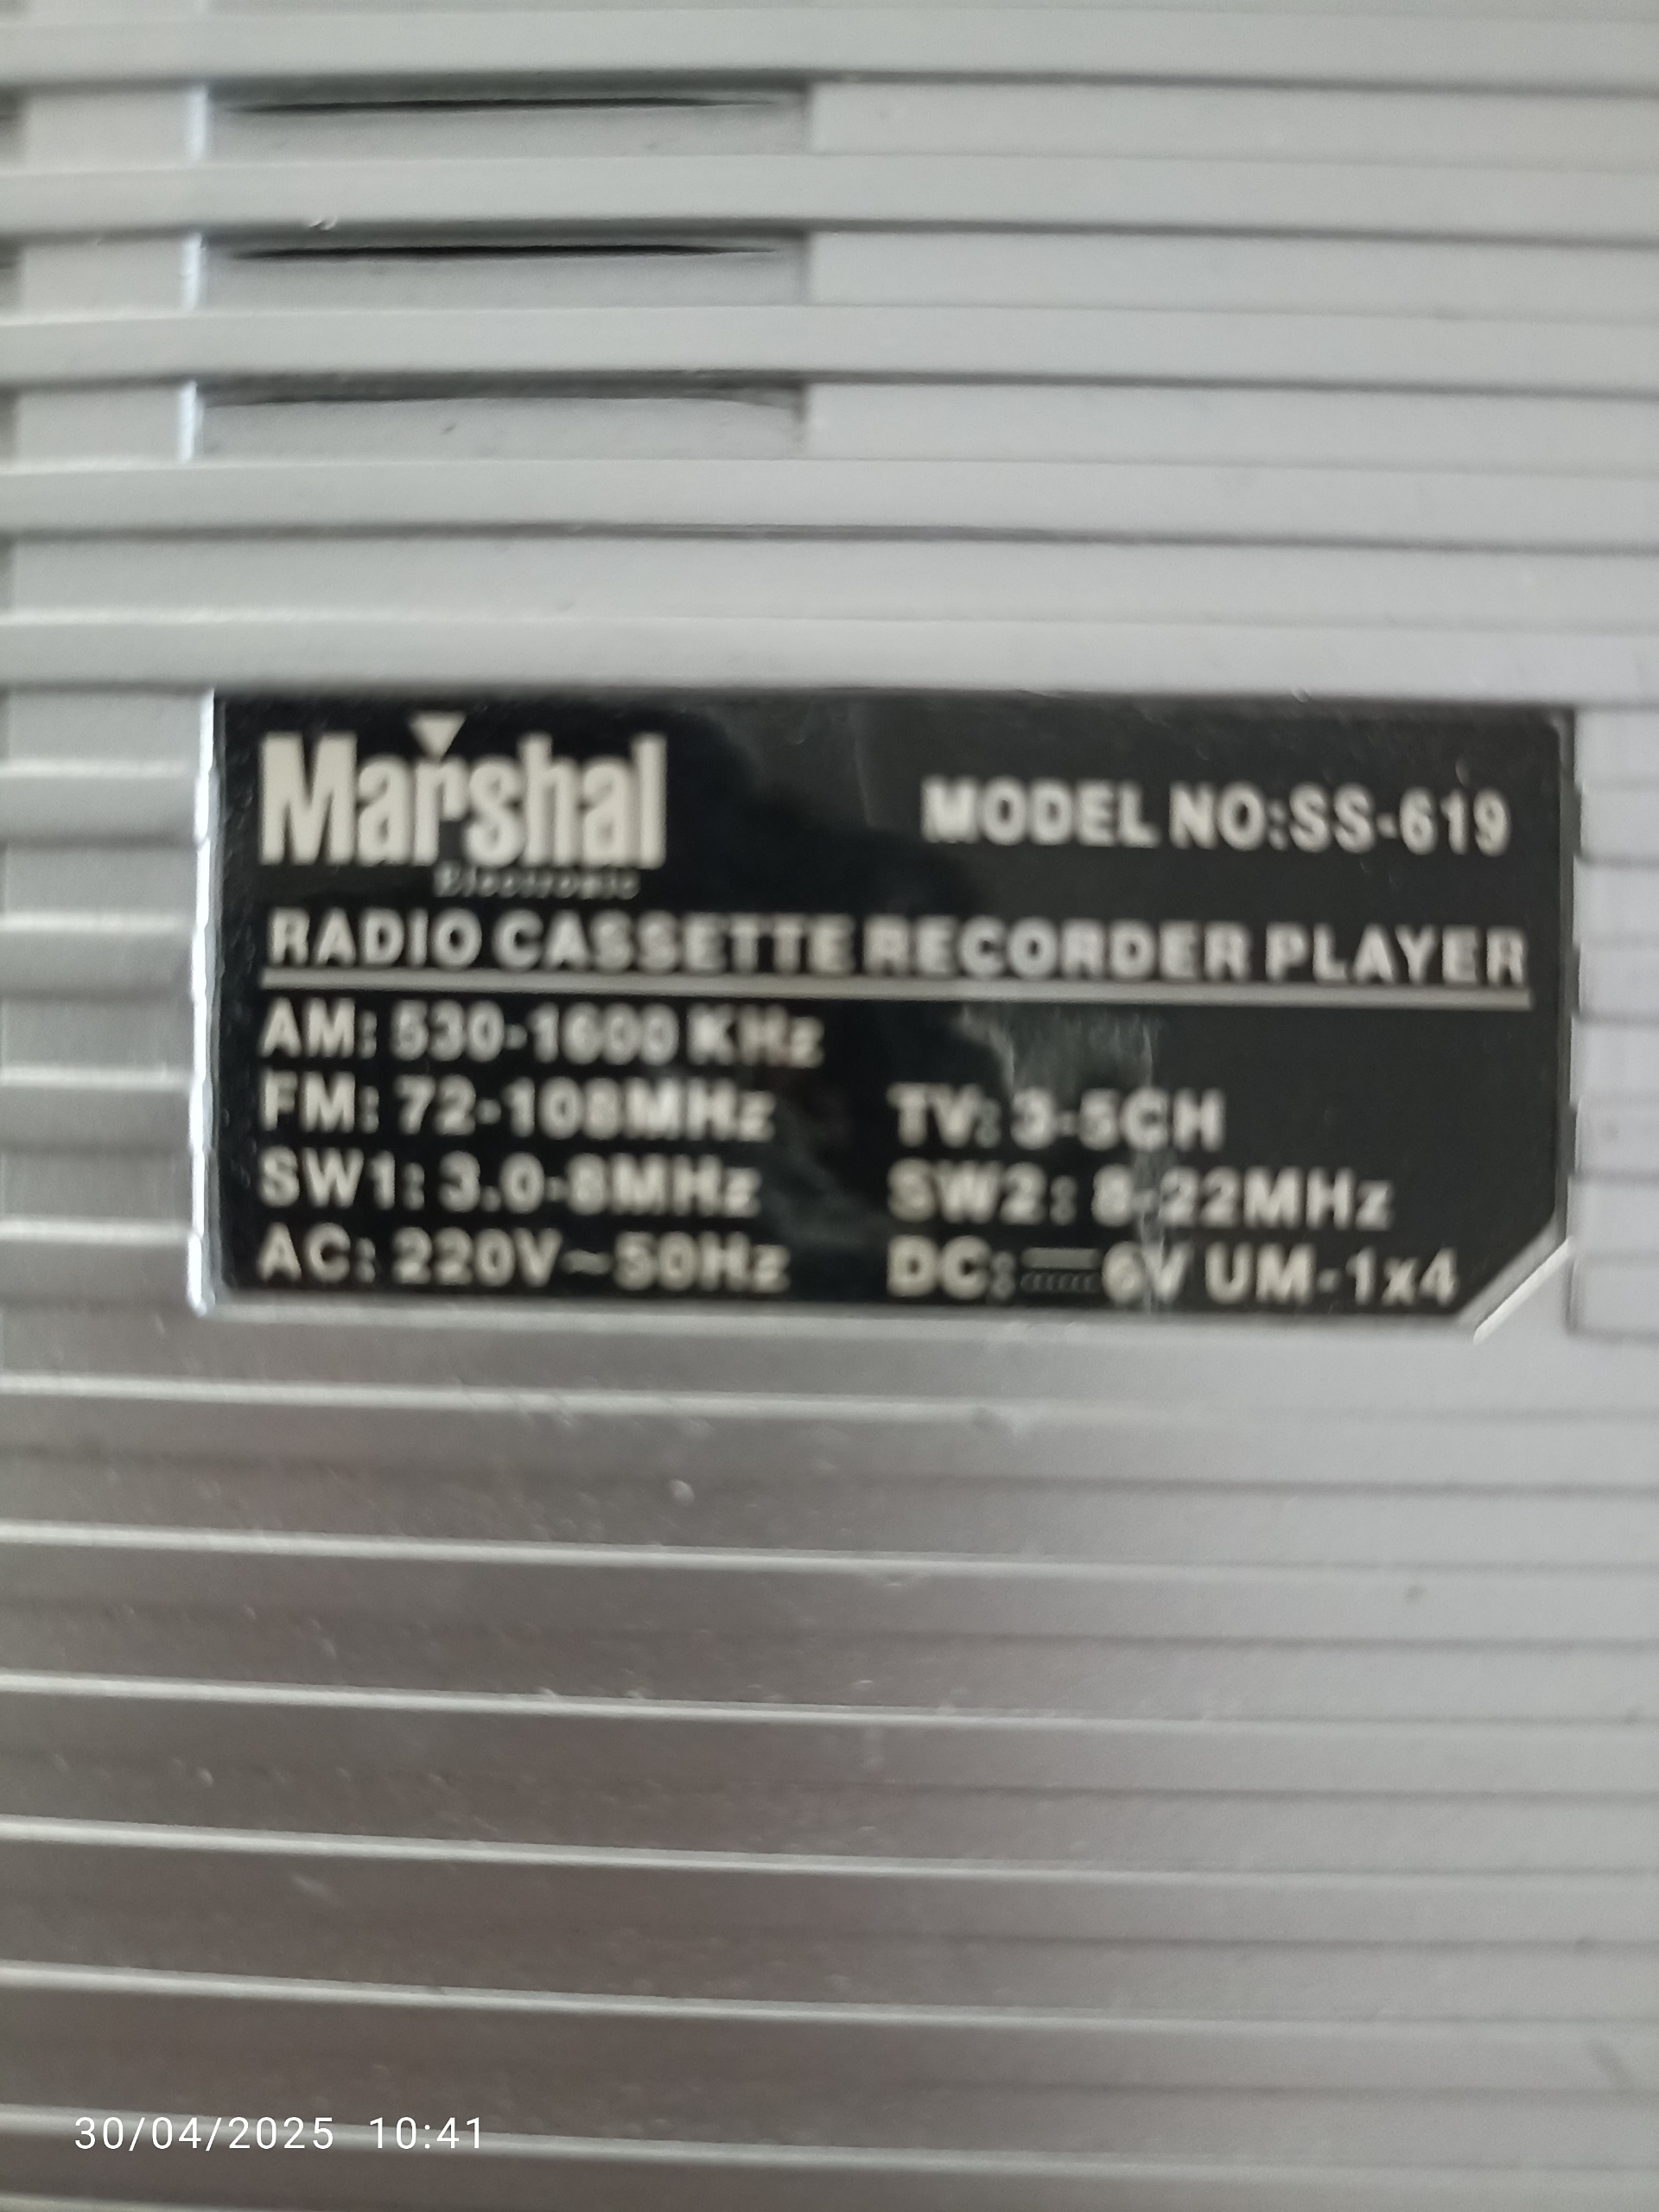 Marshal
Electronic
MODEL NO:SS-619
RADIO CASSETTE RECORDER PLAYER
AM: 530-1600 KHz
FM: 72-108MHz TV: 3-5CH
SW1: 3.0-8MHz SW2: 8-22MHz
AC: 220V~50Hz DC: ⎓ 6V UM-1x4
30/04/2025 10:41